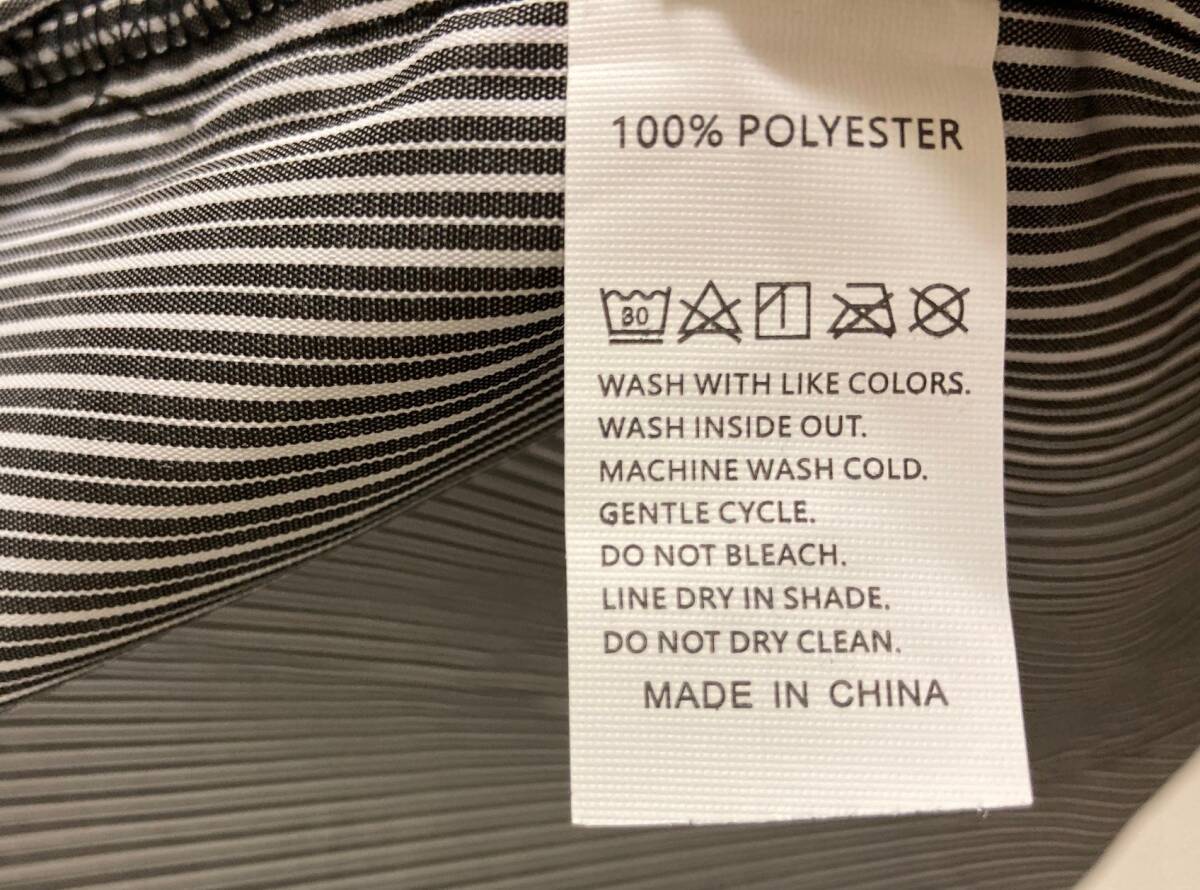 100% POLYESTER
30
WASH WITH LIKE COLORS.
WASH INSIDE OUT.
MACHINE WASH COLD.
GENTLE CYCLE.
DO NOT BLEACH.
LINE DRY IN SHADE.
DO NOT DRY CLEAN.
MADE IN CHINA